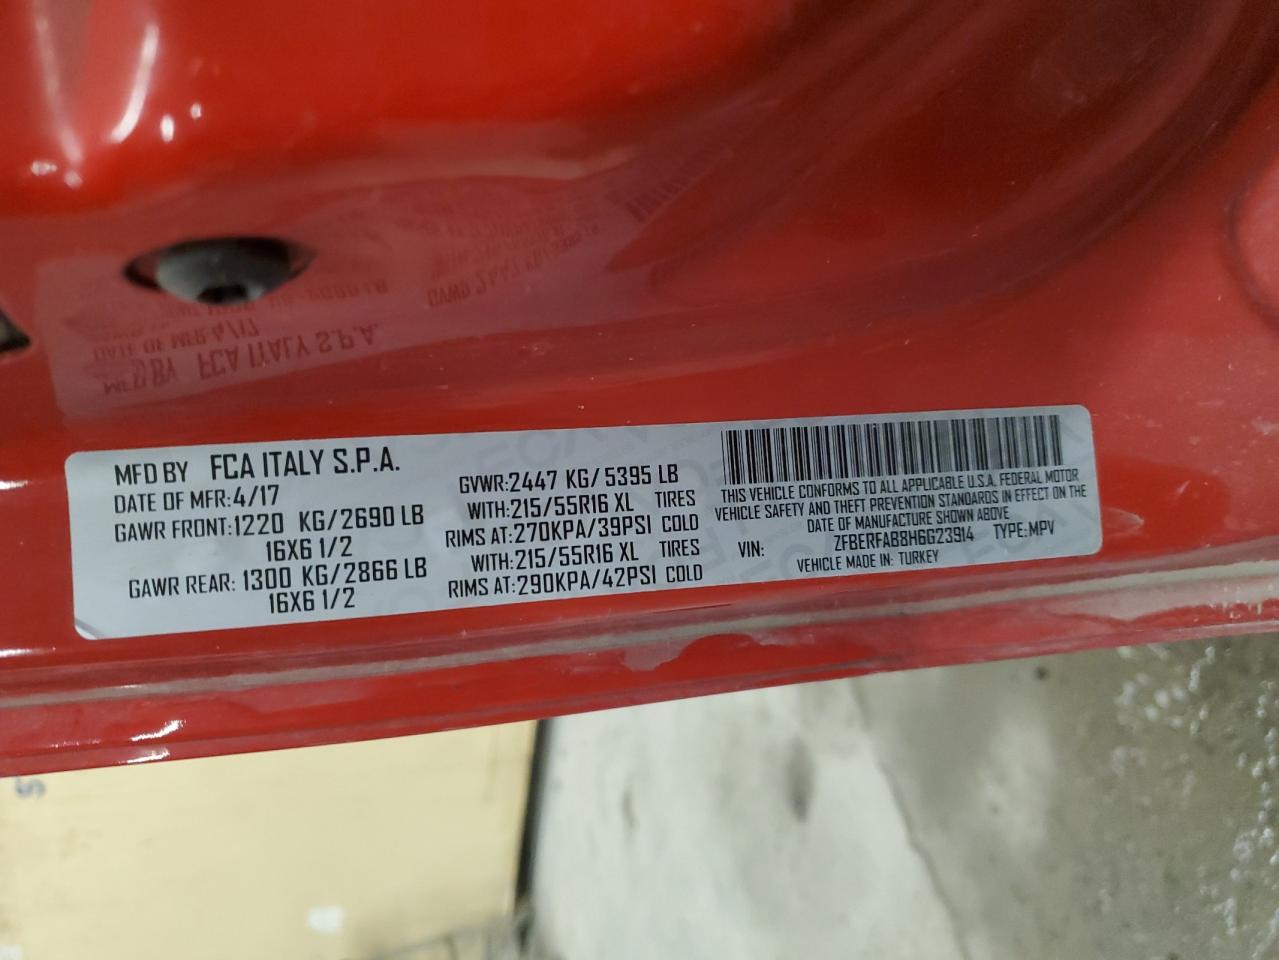 MFD BY FCA ITALY S.P.A.
DATE OF MFR:4/17
GAWR FRONT:1220 KG/2690 LB
16X6 1/2
GAWR REAR:1300 KG/2866 LB
16X6 1/2
GVWR:2447 KG/5395 LB
WITH:215/55R16 XL TIRES
RIMS AT:270KPA/39PSI COLD
WITH:215/55R16 XL TIRES
RIMS AT:290KPA/42PSI COLD
THIS VEHICLE CONFORMS TO ALL APPLICABLE U.S.A. FEDERAL MOTOR
VEHICLE SAFETY AND THEFT PREVENTION STANDARDS IN EFFECT ON THE
DATE OF MANUFACTURE SHOWN ABOVE
VIN: ZFBERFAB8H6G23914 TYPE:MPV
VEHICLE MADE IN: TURKEY